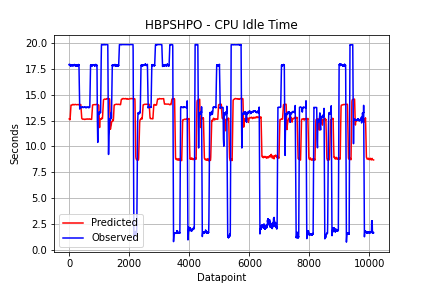 HBPSHPO - CPU Idle Time
20.0
17.5
15.0
12.5
10.0
7.5
5.0
2.5
0.0
Seconds
Predicted
Observed
0 2000 4000 6000 8000 10000
Datapoint